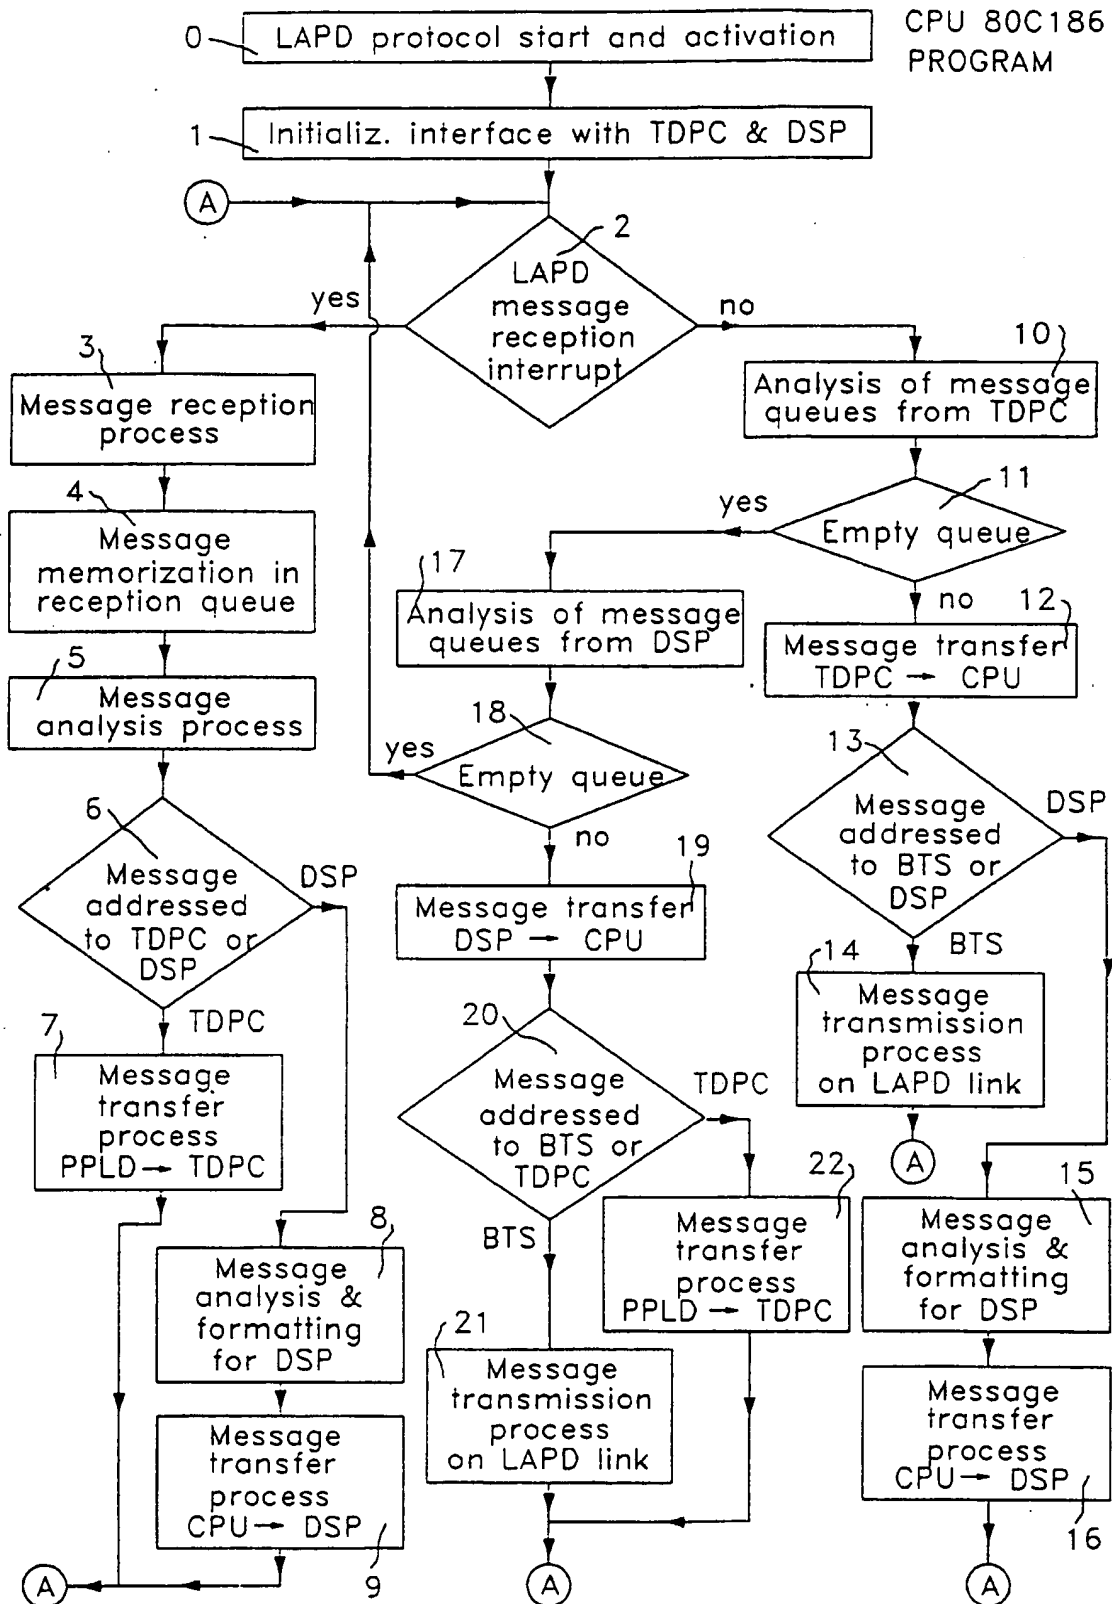 CPU 80C186
PROGRAM
0
LAPD protocol start and activation
1
Initializ. interface with TDPC & DSP
A
2
LAPD
message
reception
interrupt
yes
no
3
Message reception
process
4
Message
memorization in
reception queue
5
Message
analysis process
6
Message
addressed
to TDPC or
DSP
DSP
TDPC
7
Message
transfer
process
PPLD → TDPC
8
Message
analysis &
formatting
for DSP
Message
transfer
process
CPU → DSP
9
A
10
Analysis of message
queues from TDPC
11
Empty queue
yes
no
12
Message transfer
TDPC → CPU
13
Message
addressed
to BTS or
DSP
DSP
BTS
14
Message
transmission
process
on LAPD link
A
15
Message
analysis &
formatting
for DSP
Message
transfer
process
CPU → DSP
16
A
17
Analysis of message
queues from DSP
18
Empty queue
yes
no
19
Message transfer
DSP → CPU
20
Message
addressed
to BTS or
TDPC
TDPC
BTS
21
Message
transmission
process
on LAPD link
22
Message
transfer
process
PPLD → TDPC
A